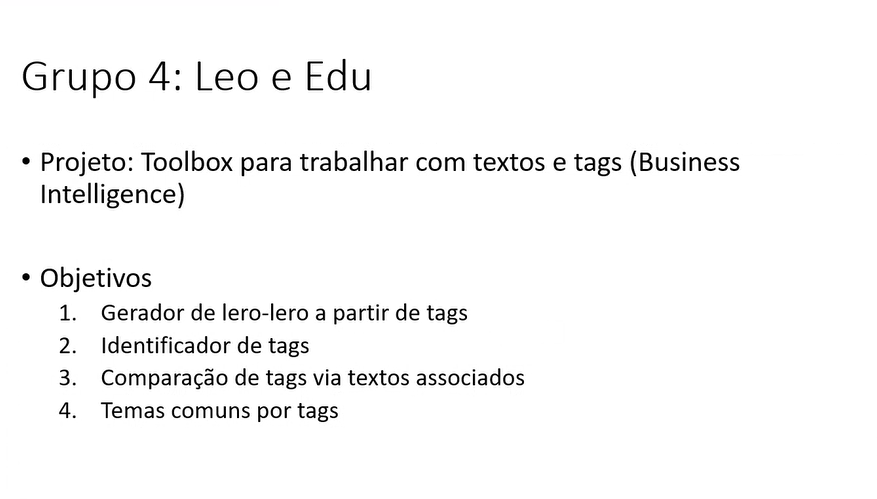 Grupo 4: Leo e Edu
• Projeto: Toolbox para trabalhar com textos e tags (Business
Intelligence)
• Objetivos
1. Gerador de lero-lero a partir de tags
2. Identificador de tags
3. Comparação de tags via textos associados
4. Temas comuns por tags